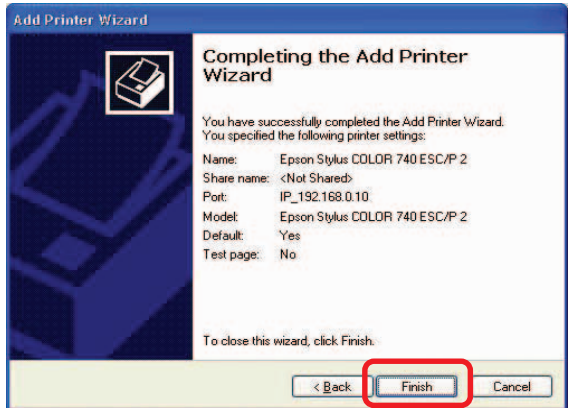 Add Printer Wizard
Completing the Add Printer
Wizard
You have successfully completed the Add Printer Wizard.
You specified the following printer settings:
Name: Epson Stylus COLOR 740 ESC/P 2
Share name: <Not Shared>
Port: IP_192.168.0.10
Model: Epson Stylus COLOR 740 ESC/P 2
Default: Yes
Test page: No
To close this wizard, click Finish.
< Back Finish Cancel